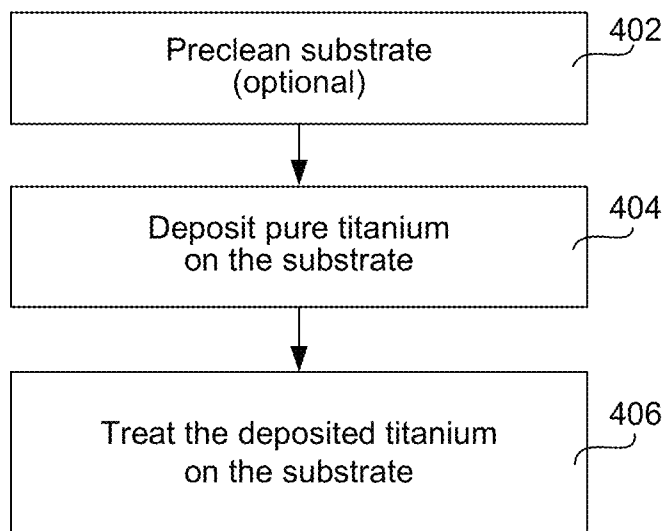 402
Preclean substrate
(optional)
404
Deposit pure titanium
on the substrate
406
Treat the deposited titanium
on the substrate